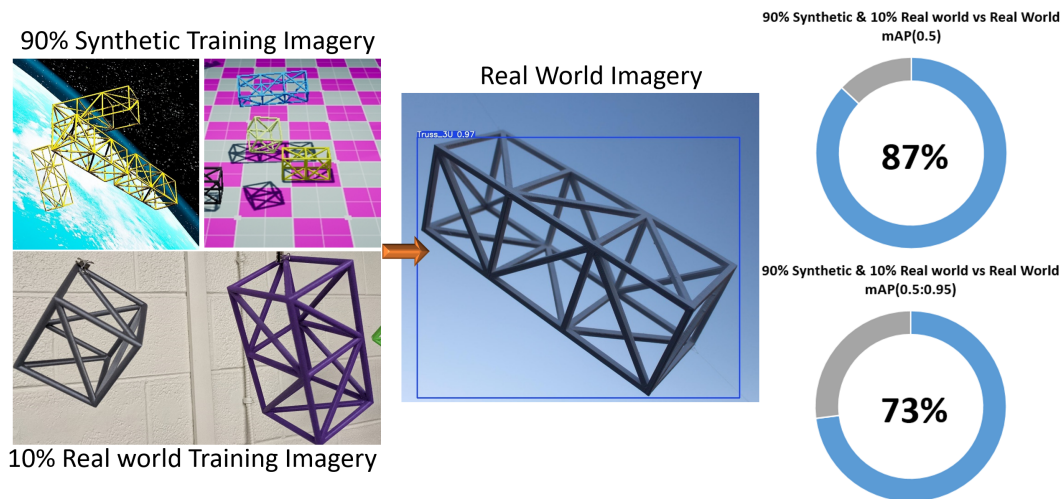 90% Synthetic Training Imagery
10% Real world Training Imagery
Real World Imagery
Truss_3U 0.97
90% Synthetic & 10% Real world vs Real World
mAP(0.5)
87%
90% Synthetic & 10% Real world vs Real World
mAP(0.5:0.95)
73%